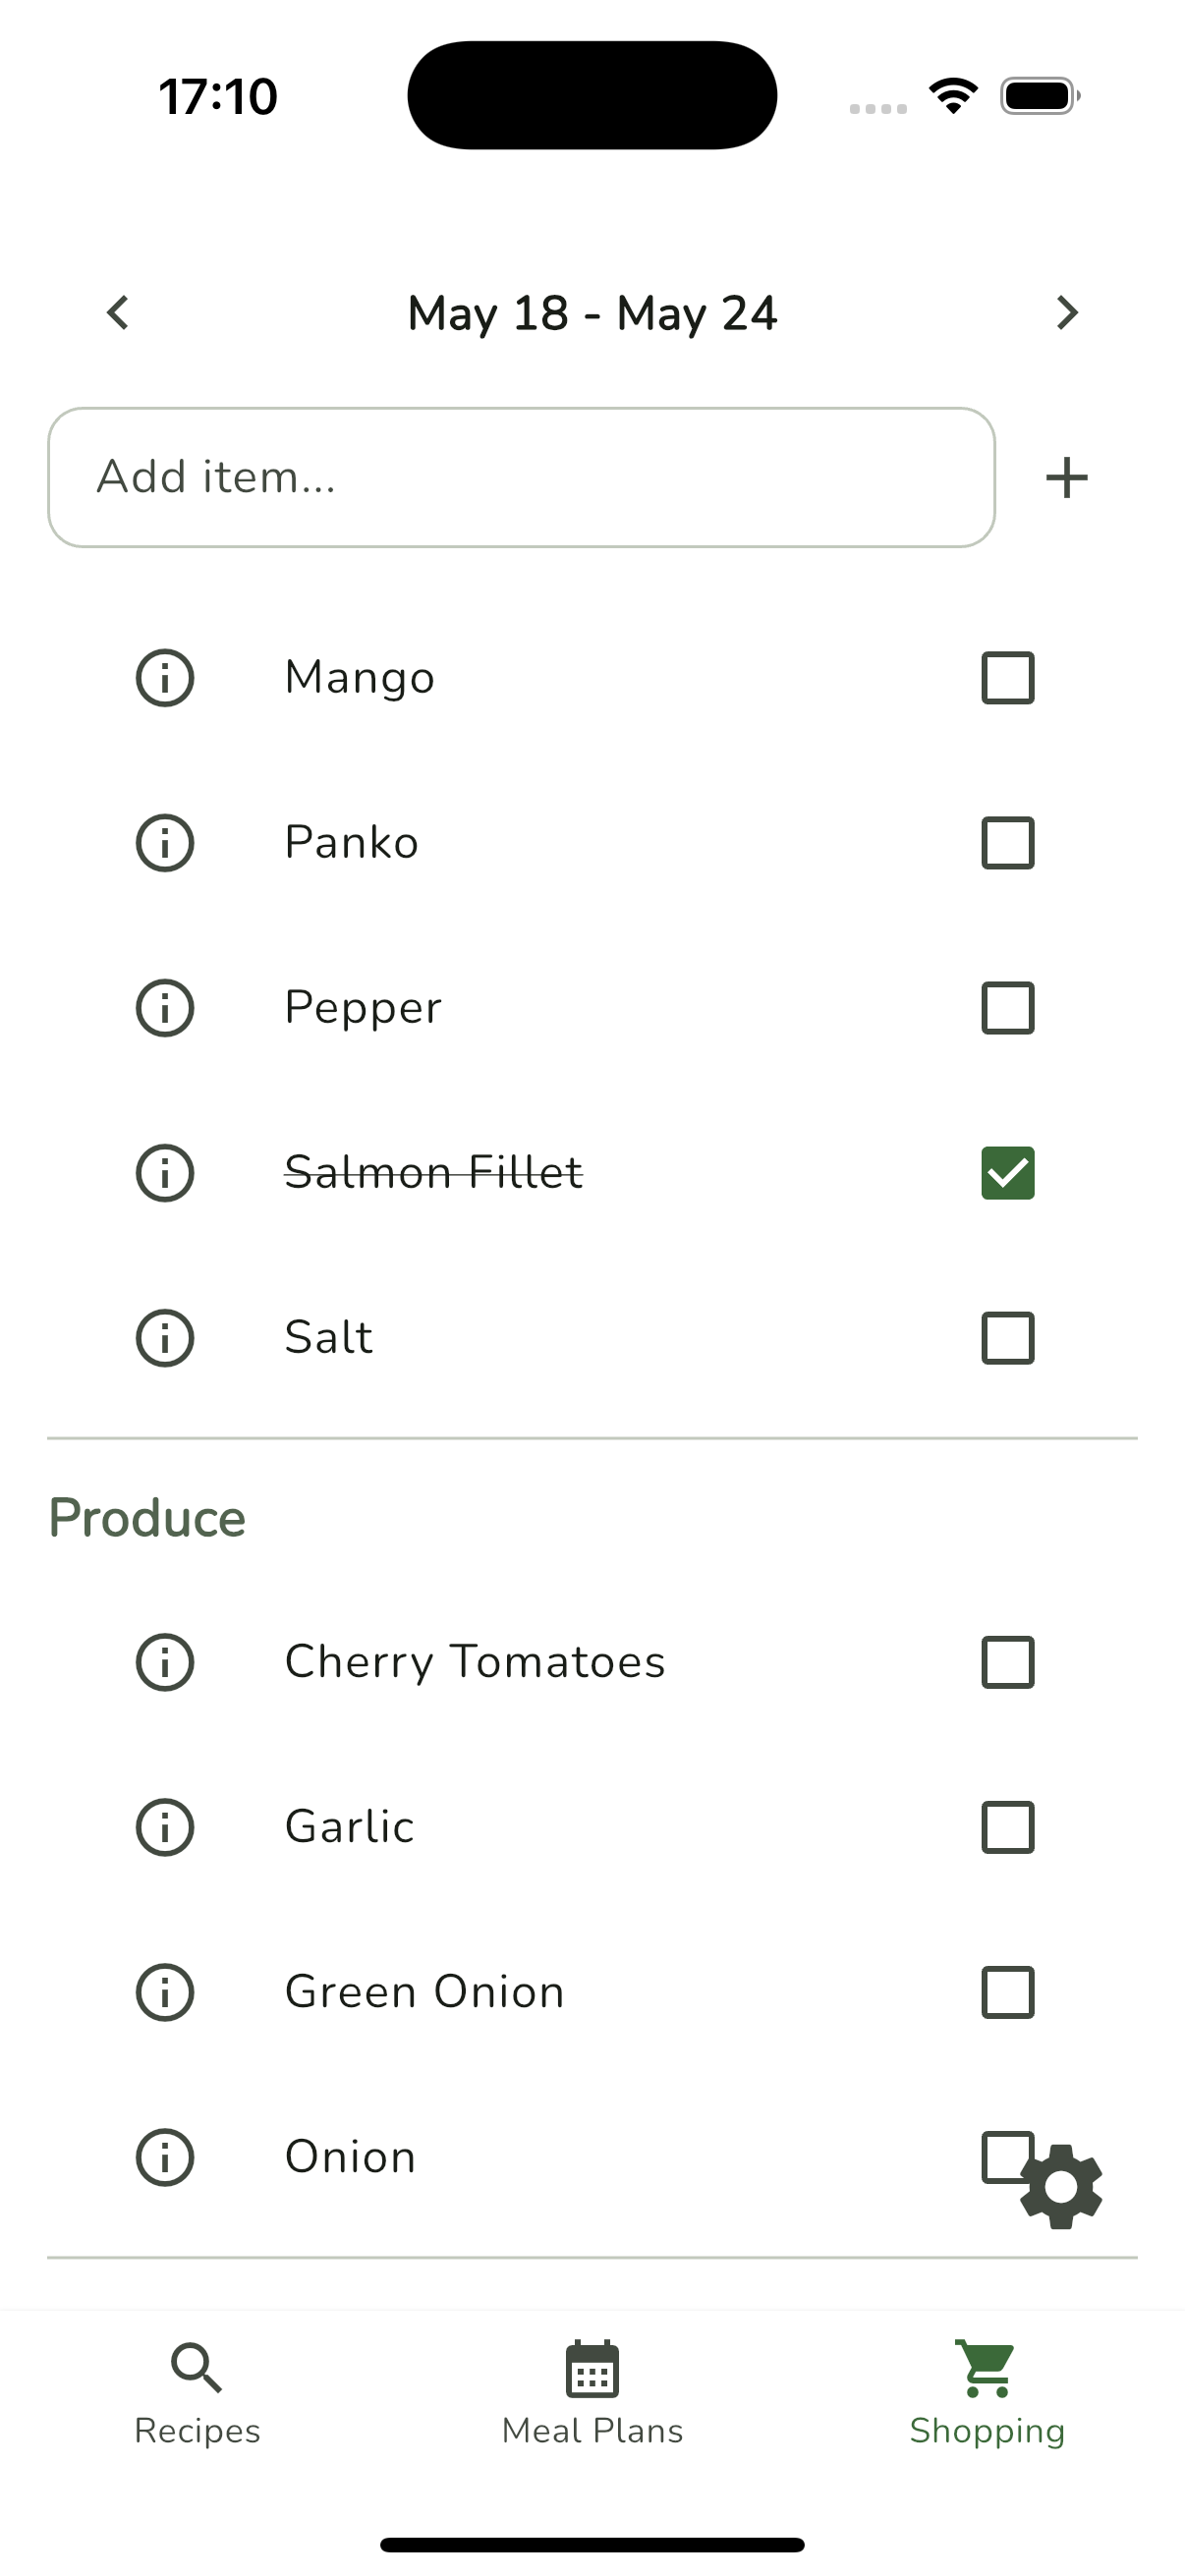 17:10
May 18 - May 24
Add item...
Mango
Panko
Pepper
Salmon Fillet
Salt
Produce
Cherry Tomatoes
Garlic
Green Onion
Onion
Recipes
Meal Plans
Shopping